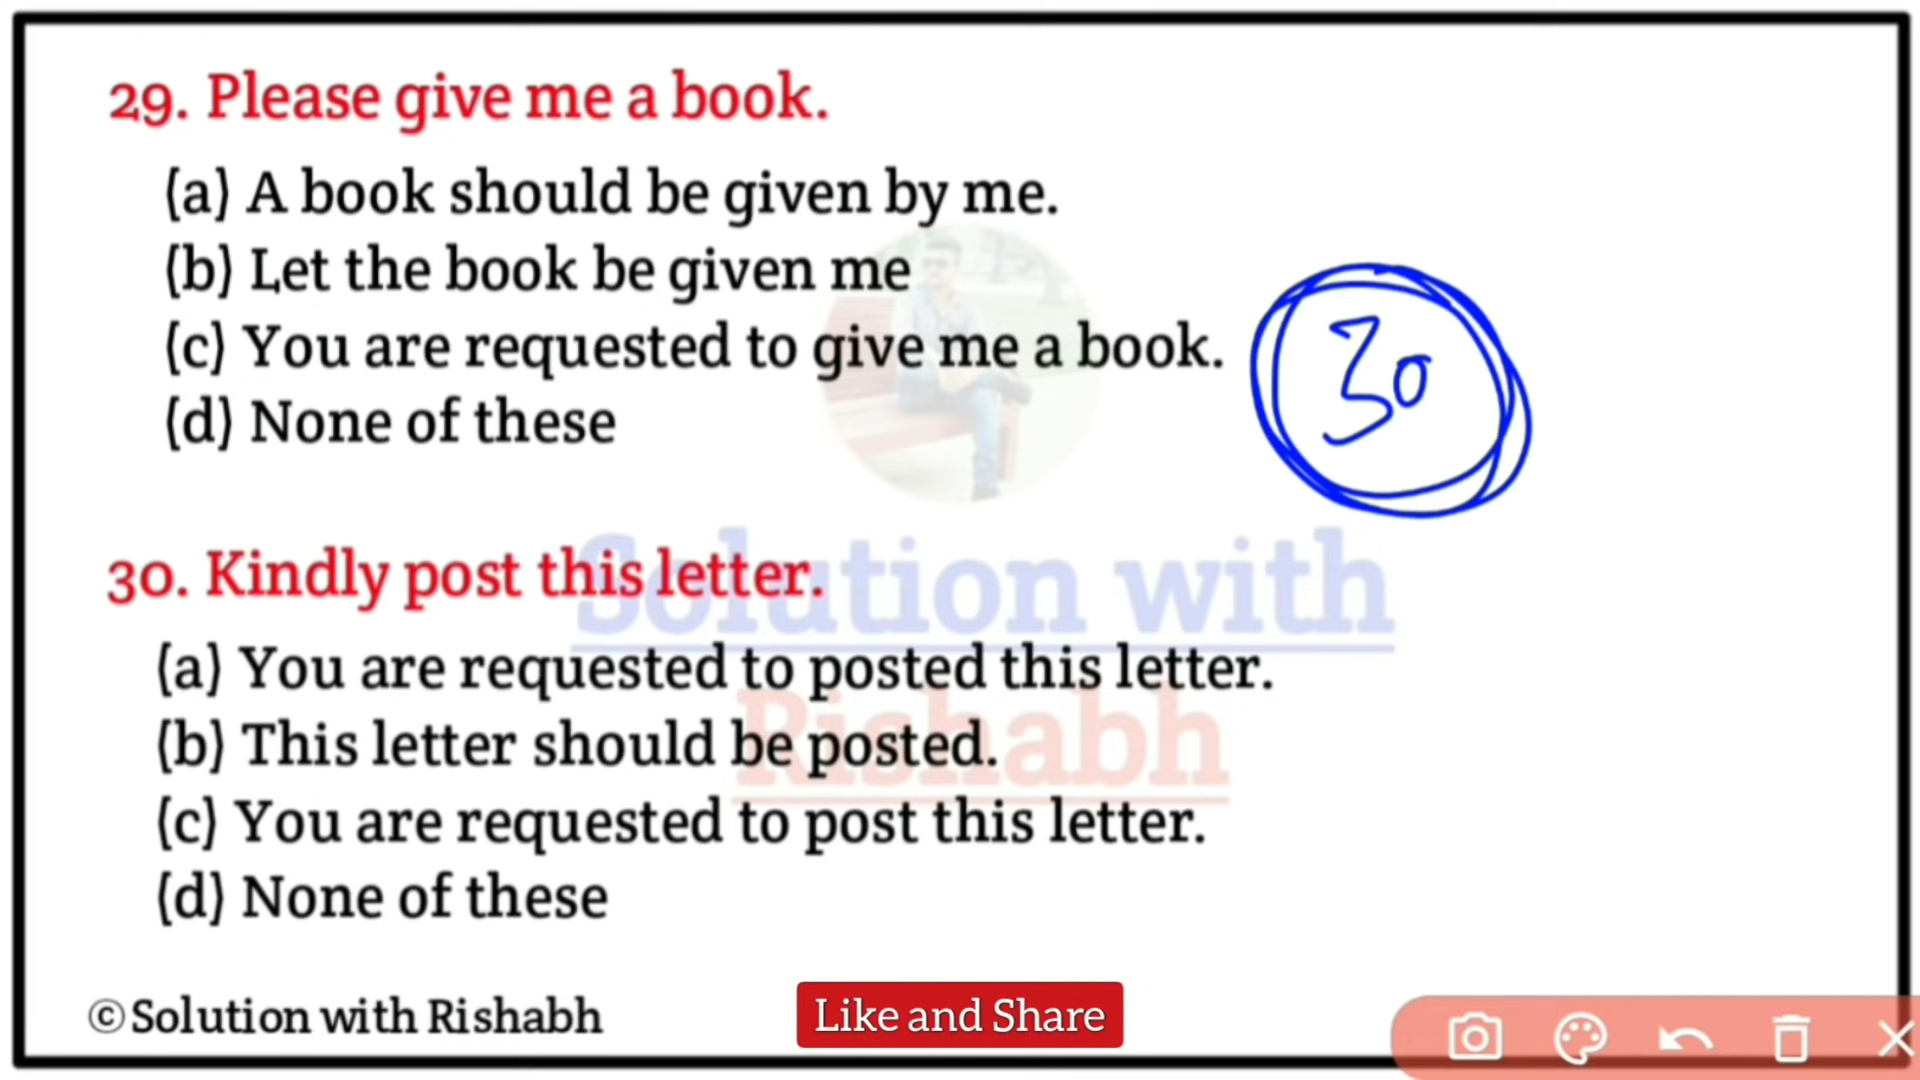 29. Please give me a book.
(a) A book should be given by me.
(b) Let the book be given me
(c) You are requested to give me a book.
(d) None of these
30
30. Kindly post this letter.
(a) You are requested to posted this letter.
(b) This letter should be posted.
(c) You are requested to post this letter.
(d) None of these
Solution with
Rishabh
© Solution with Rishabh
Like and Share